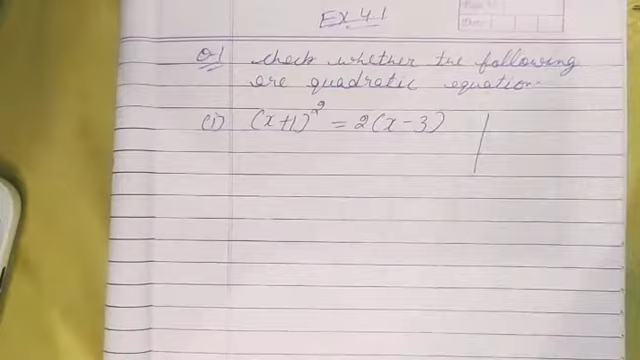 Ex 4.1
Q1 check whether the following
are quadratic equation.
(i) (x+1)² = 2(x-3)